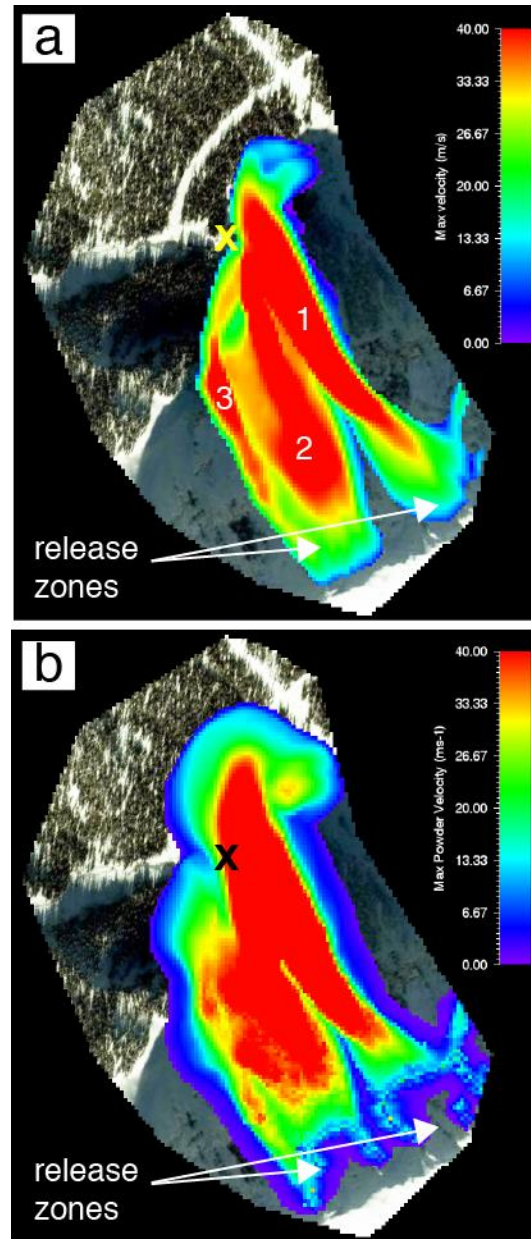 a
40.00
33.33
26.67
20.00
13.33
6.67
0.00
Max velocity (m/s)
X
1
3
2
release
zones
b
40.00
33.33
26.67
20.00
13.33
6.67
0.00
Max Powder Velocity (ms-1)
X
release
zones